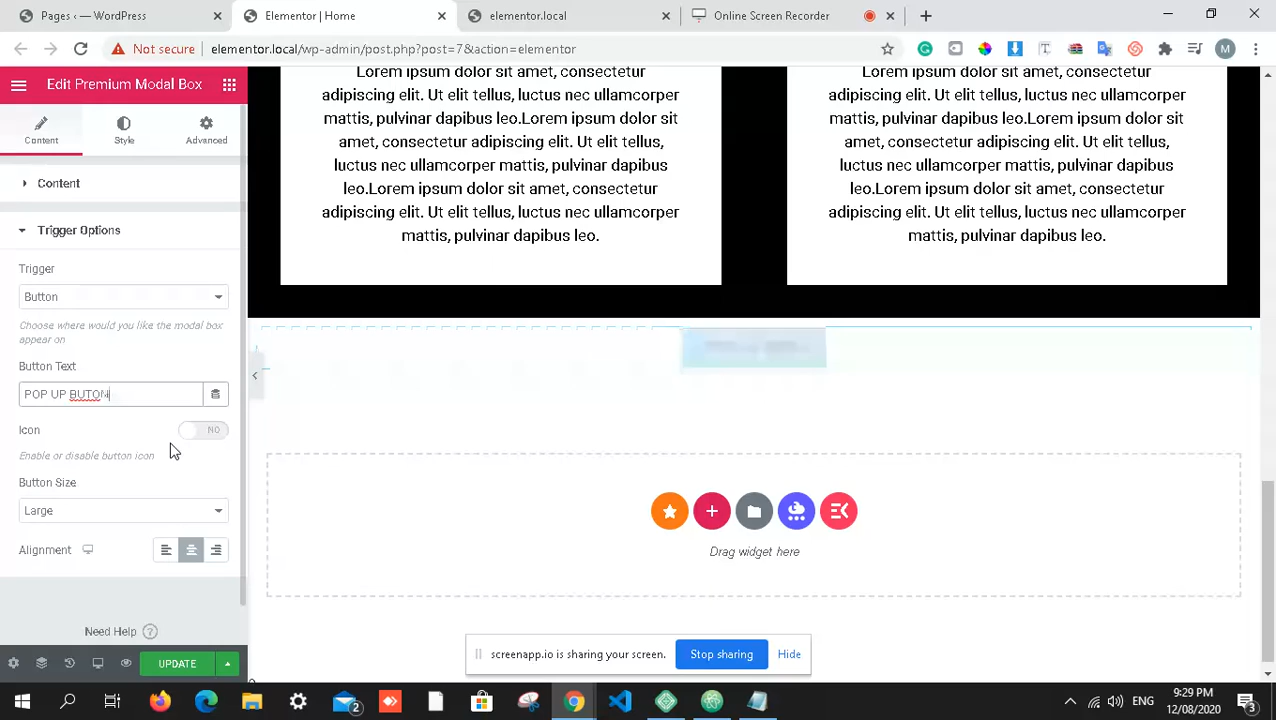 Pages ‹ — WordPress
Elementor | Home
elementor.local
Online Screen Recorder
Not secure
elementor.local/wp-admin/post.php?post=7&action=elementor
M
Edit Premium Modal Box
Content
Style
Advanced
Content
Trigger Options
Trigger
Button
Choose where would you like the modal box
appear on
Button Text
POP UP BUTON
Icon
NO
Enable or disable button icon
Button Size
Large
Alignment
Need Help ?
UPDATE
Lorem ipsum dolor sit amet, consectetur
adipiscing elit. Ut elit tellus, luctus nec ullamcorper
mattis, pulvinar dapibus leo.Lorem ipsum dolor sit
amet, consectetur adipiscing elit. Ut elit tellus,
luctus nec ullamcorper mattis, pulvinar dapibus
leo.Lorem ipsum dolor sit amet, consectetur
adipiscing elit. Ut elit tellus, luctus nec ullamcorper
mattis, pulvinar dapibus leo.
Lorem ipsum dolor sit amet, consectetur
adipiscing elit. Ut elit tellus, luctus nec ullamcorper
mattis, pulvinar dapibus leo.Lorem ipsum dolor sit
amet, consectetur adipiscing elit. Ut elit tellus,
luctus nec ullamcorper mattis, pulvinar dapibus
leo.Lorem ipsum dolor sit amet, consectetur
adipiscing elit. Ut elit tellus, luctus nec ullamcorper
mattis, pulvinar dapibus leo.
Drag widget here
screenapp.io is sharing your screen.
Stop sharing
Hide
2
ENG
9:29 PM
12/08/2020
3